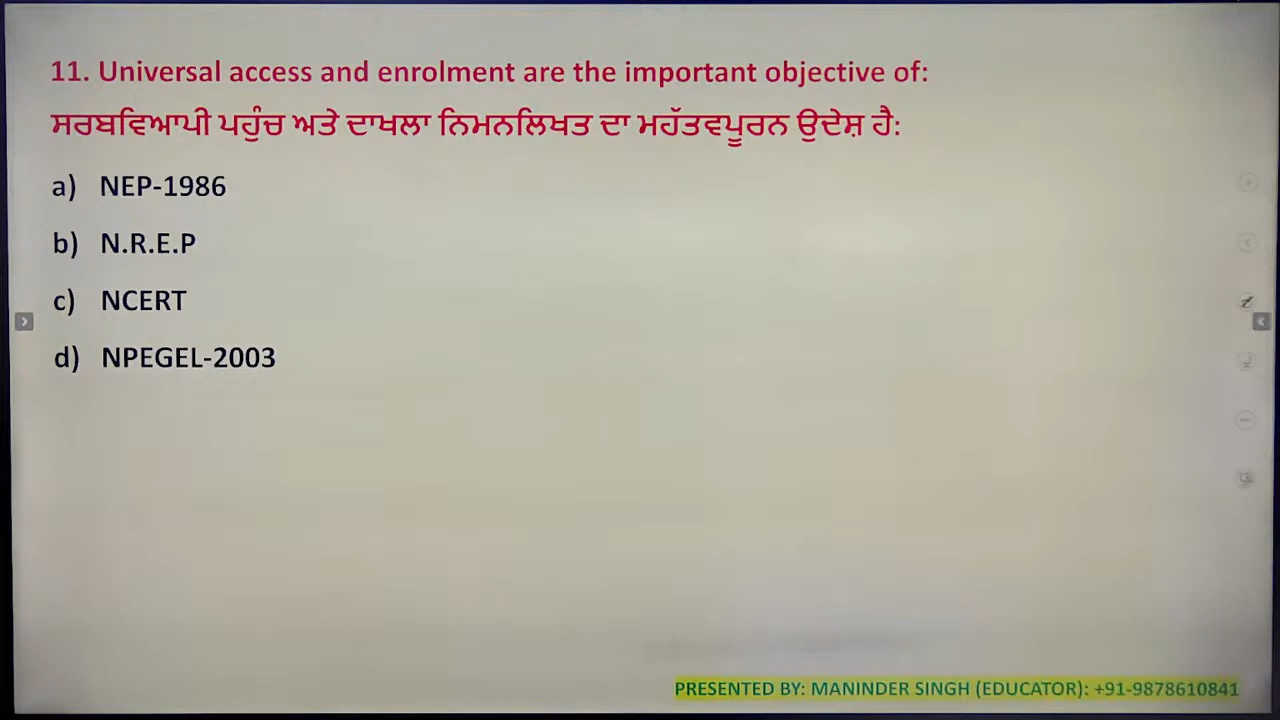 11. Universal access and enrolment are the important objective of:
ਸਰਬਵਿਆਪੀ ਪਹੁੰਚ ਅਤੇ ਦਾਖਲਾ ਨਿਮਨਲਿਖਤ ਦਾ ਮਹੱਤਵਪੂਰਨ ਉਦੇਸ਼ ਹੈ:
a) NEP-1986
b) N.R.E.P
c) NCERT
d) NPEGEL-2003
PRESENTED BY: MANINDER SINGH (EDUCATOR): +91-9878610841